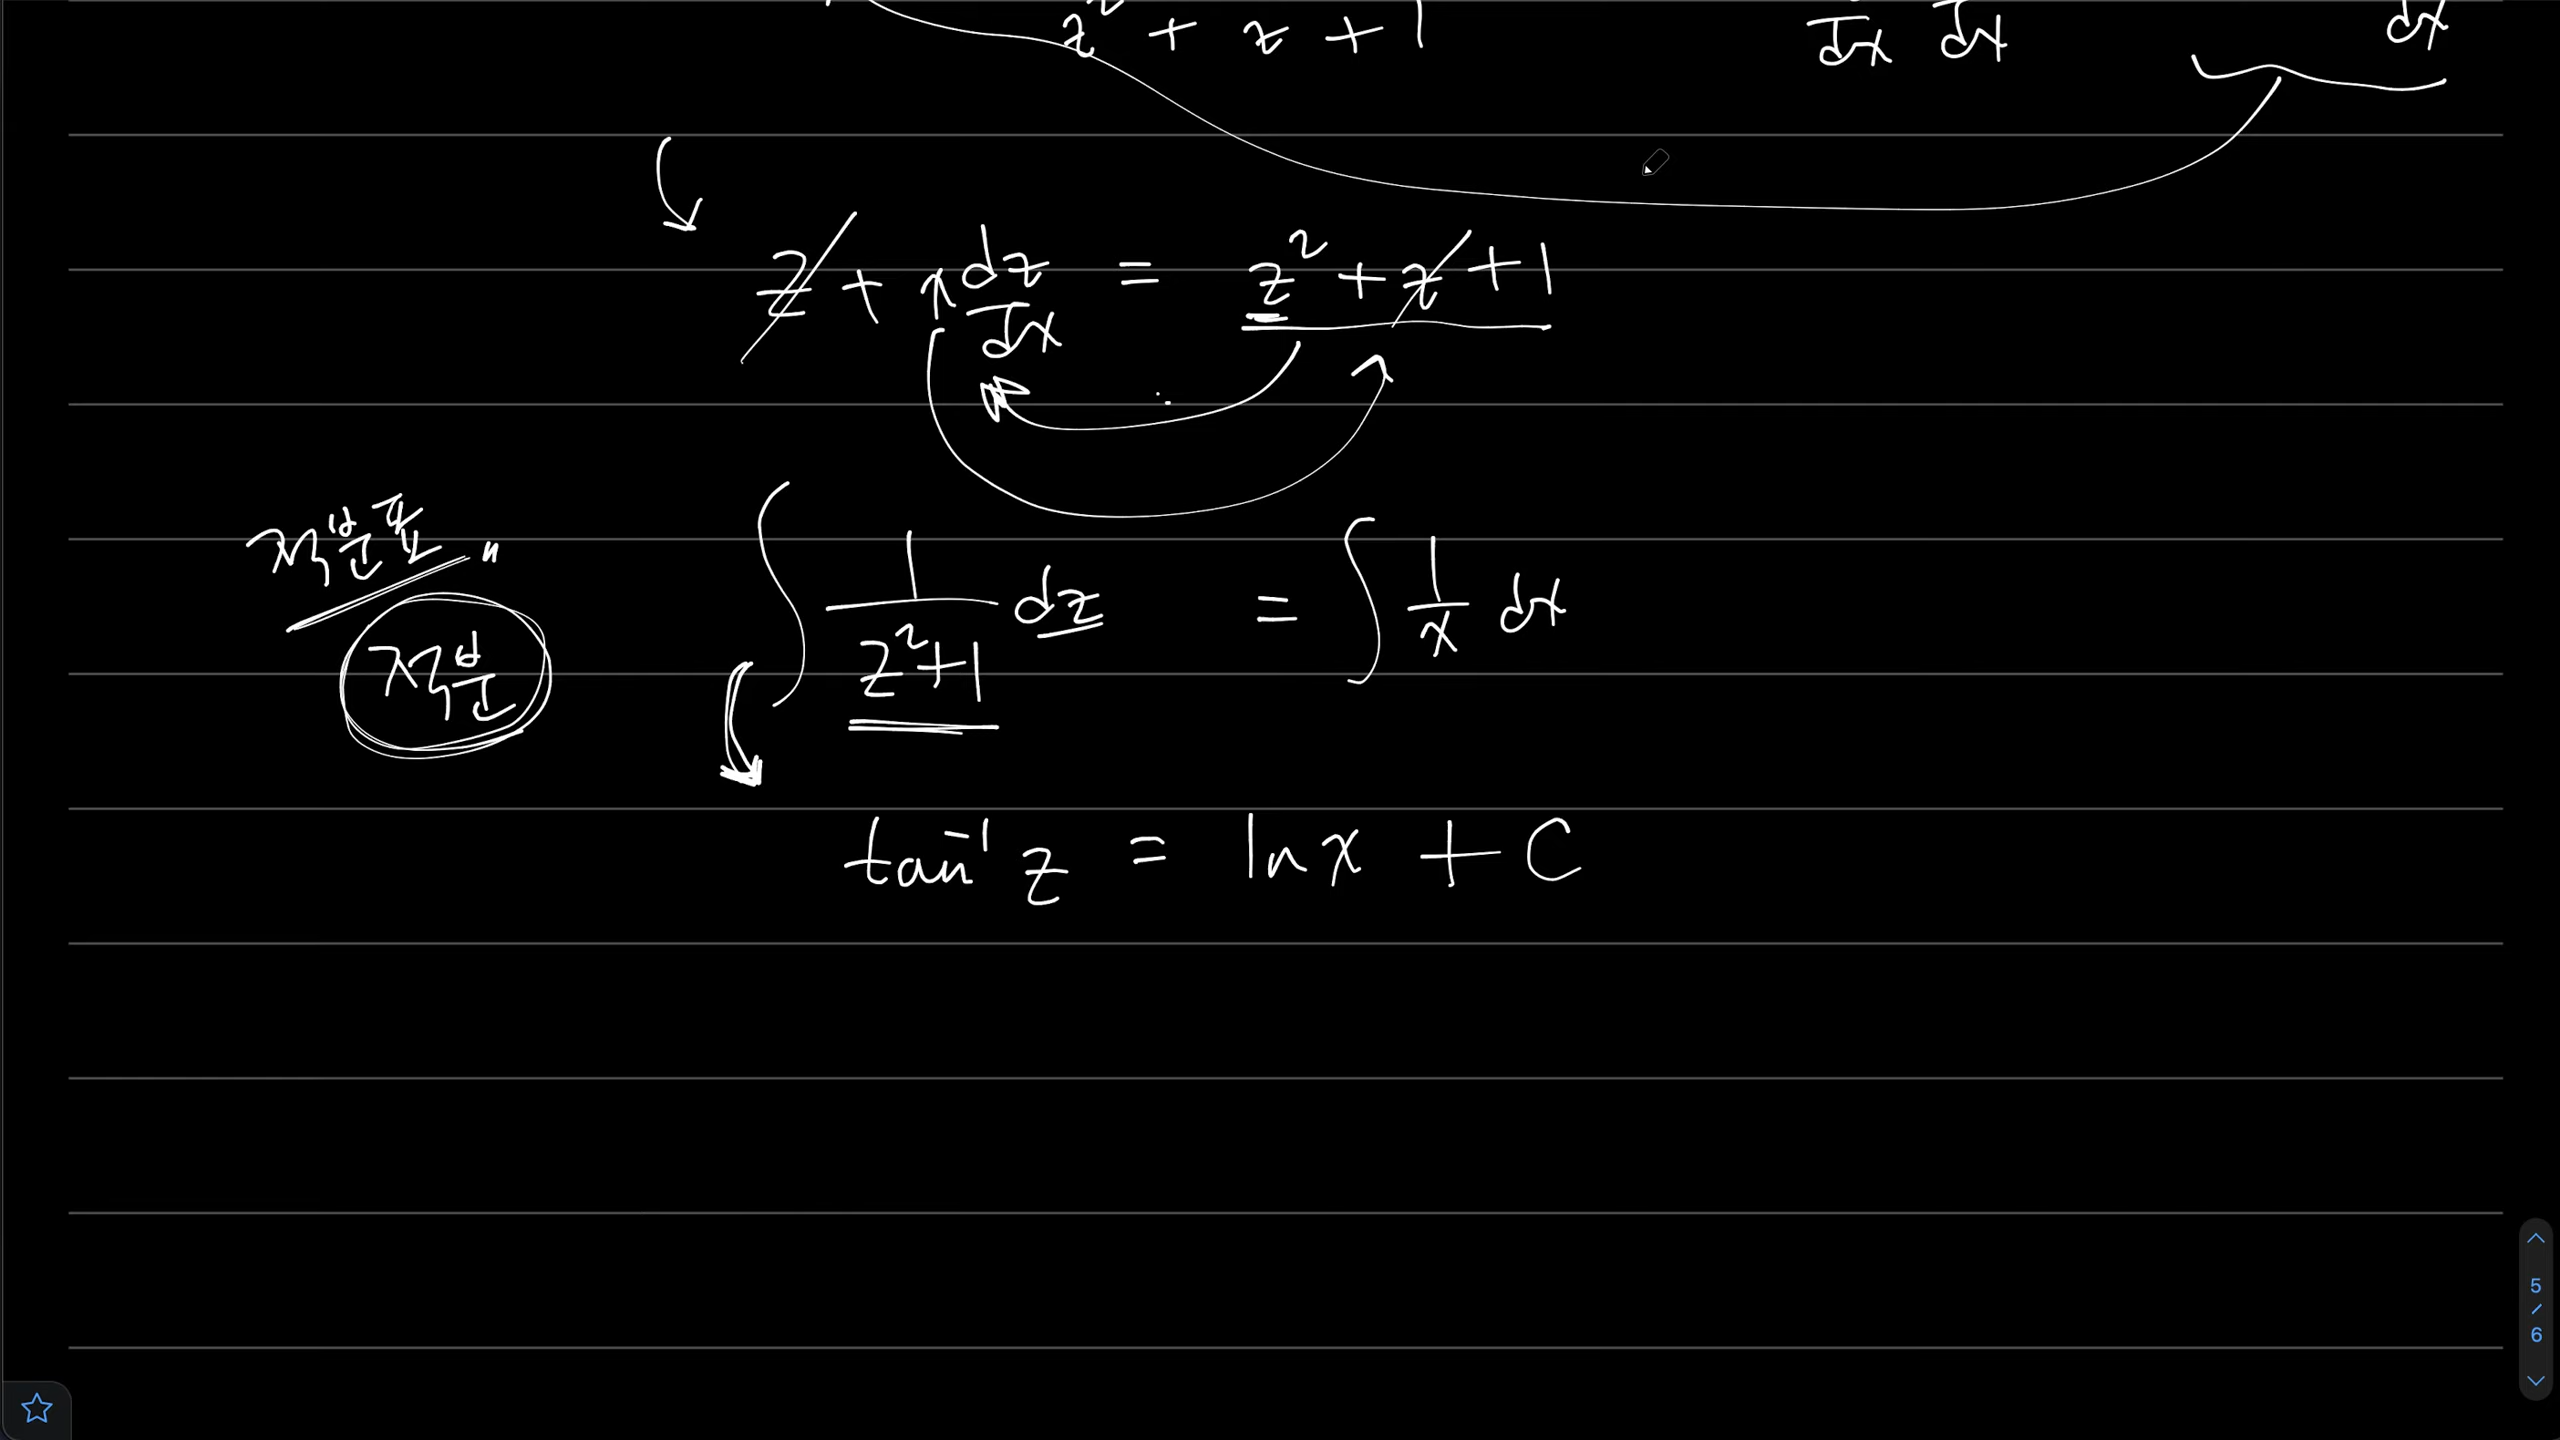 z² + z + 1
dx dx
dx
z + x dz/dx = z² + z + 1
적분표 "
적분
∫ 1/(z²+1) dz = ∫ 1/x dx
tan⁻¹ z = ln x + C
5
/
6